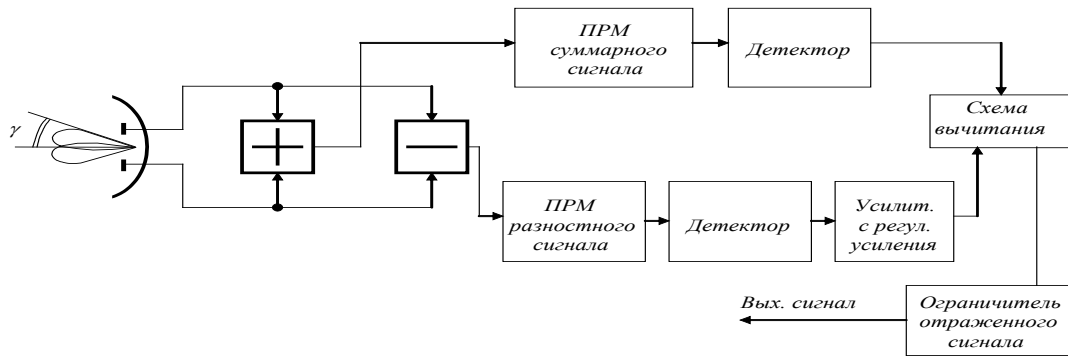 ПРМ
суммарного
сигнала
Детектор
Схема
вычитания
γ
ПРМ
разностного
сигнала
Детектор
Усилит.
с регул.
усиления
Вых. сигнал
Ограничитель
отраженного
сигнала